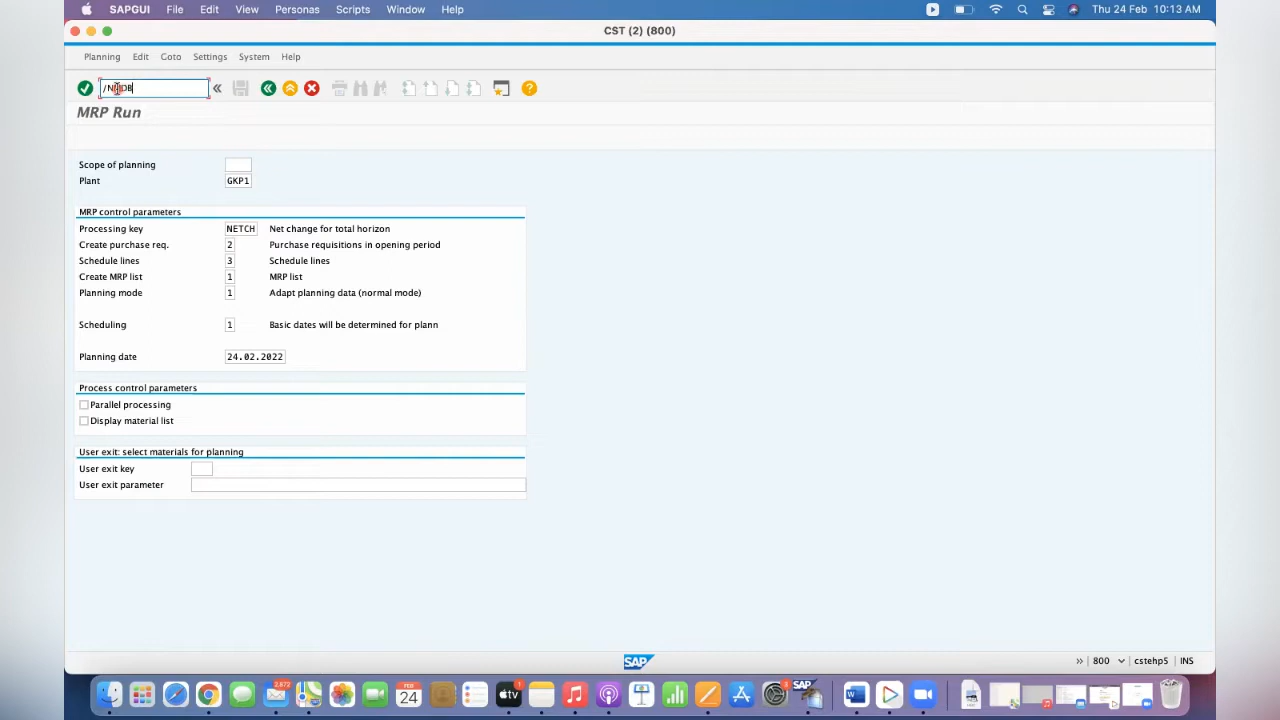 SAPGUI File Edit View Personas Scripts Window Help Thu 24 Feb 10:13 AM
CST (2) (800)
Planning Edit Goto Settings System Help
MRP Run
Scope of planning
Plant GKP1
MRP control parameters
Processing key NETCH Net change for total horizon
Create purchase req. 2 Purchase requisitions in opening period
Schedule lines 3 Schedule lines
Create MRP list 1 MRP list
Planning mode 1 Adapt planning data (normal mode)
Scheduling 1 Basic dates will be determined for plann
Planning date 24.02.2022
Process control parameters
Parallel processing
Display material list
User exit: select materials for planning
User exit key
User exit parameter
SAP 800 cstehp5 INS
FEB
24
tv
SAP